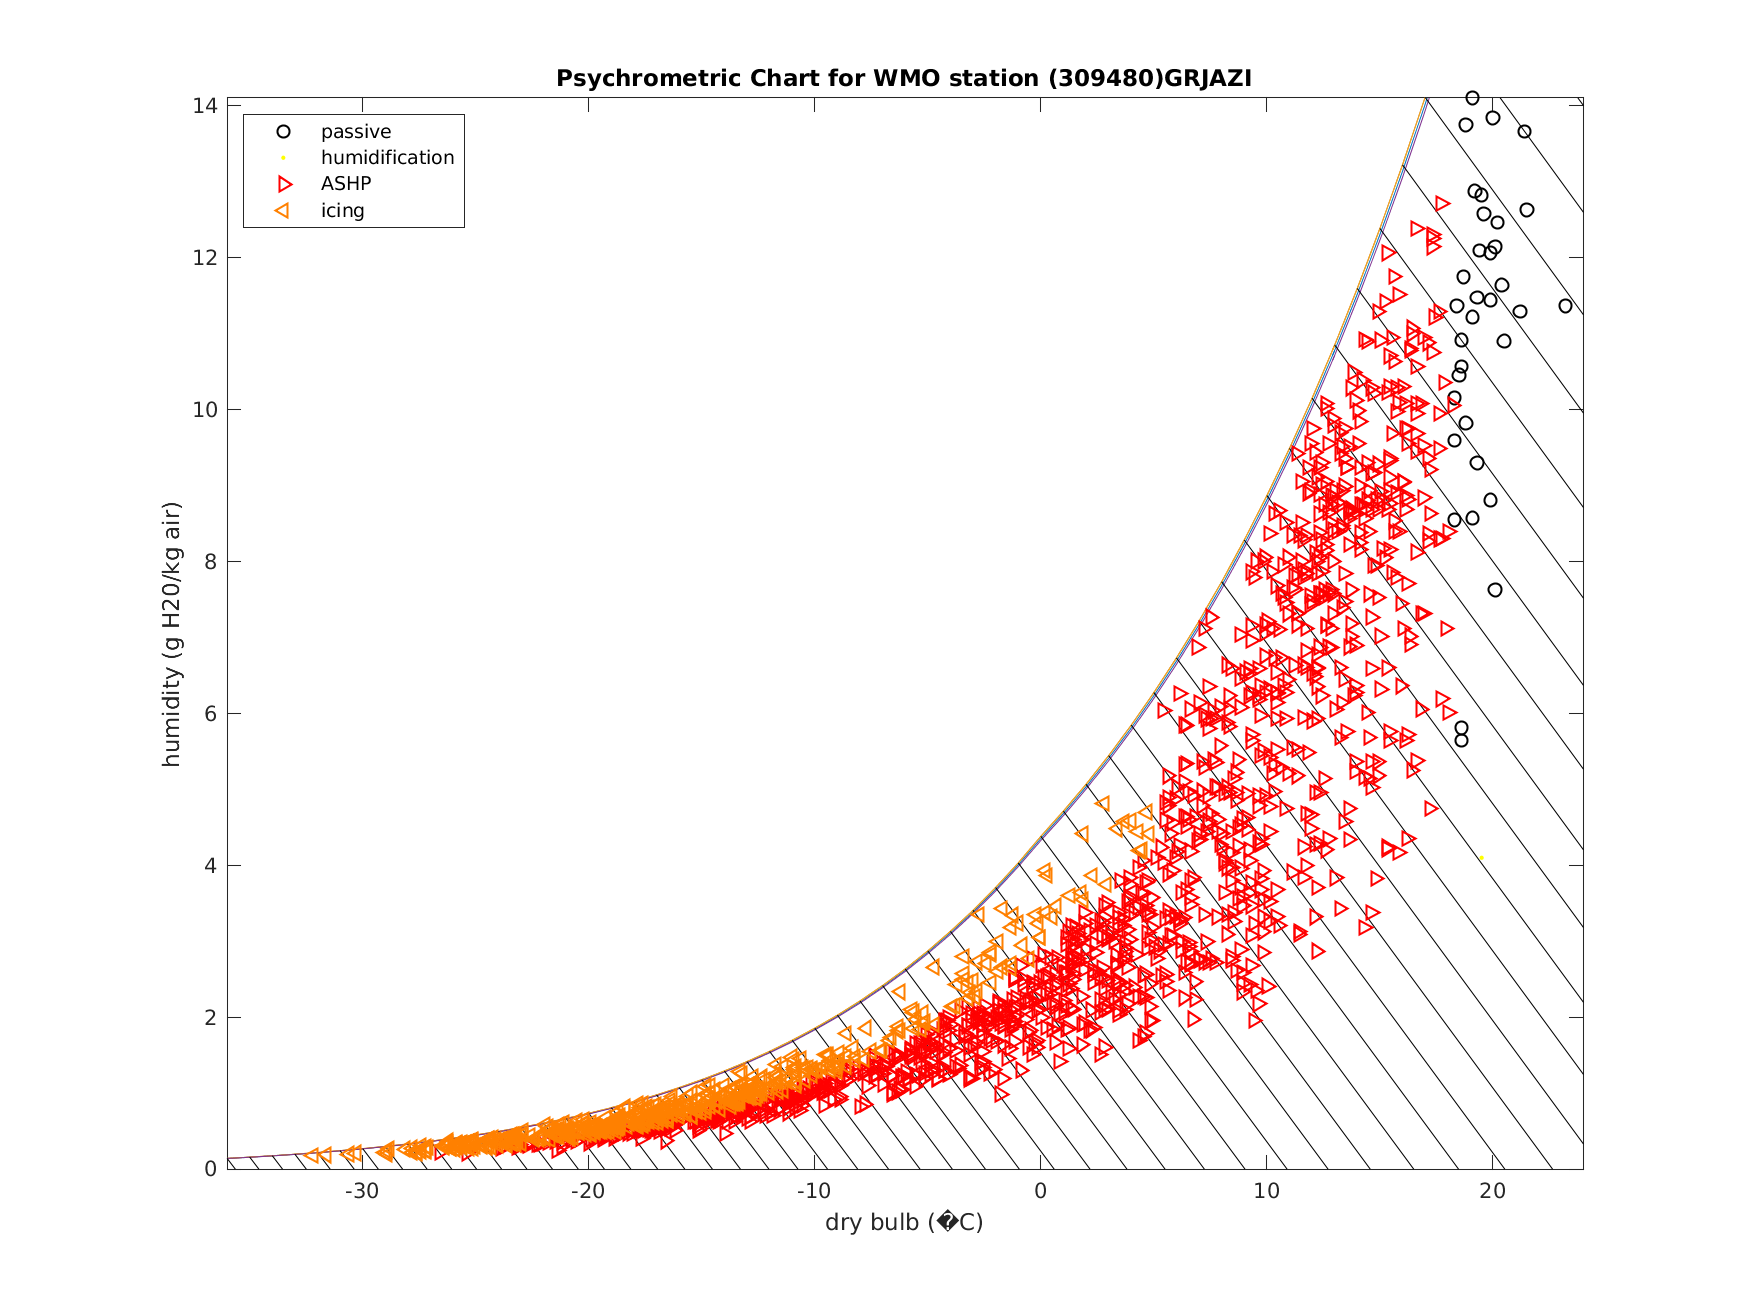 Psychrometric Chart for WMO station (309480)GRJAZI
passive
humidification
ASHP
icing
14
12
10
8
6
4
2
0
humidity (g H20/kg air)
-30 -20 -10 0 10 20
dry bulb (�C)